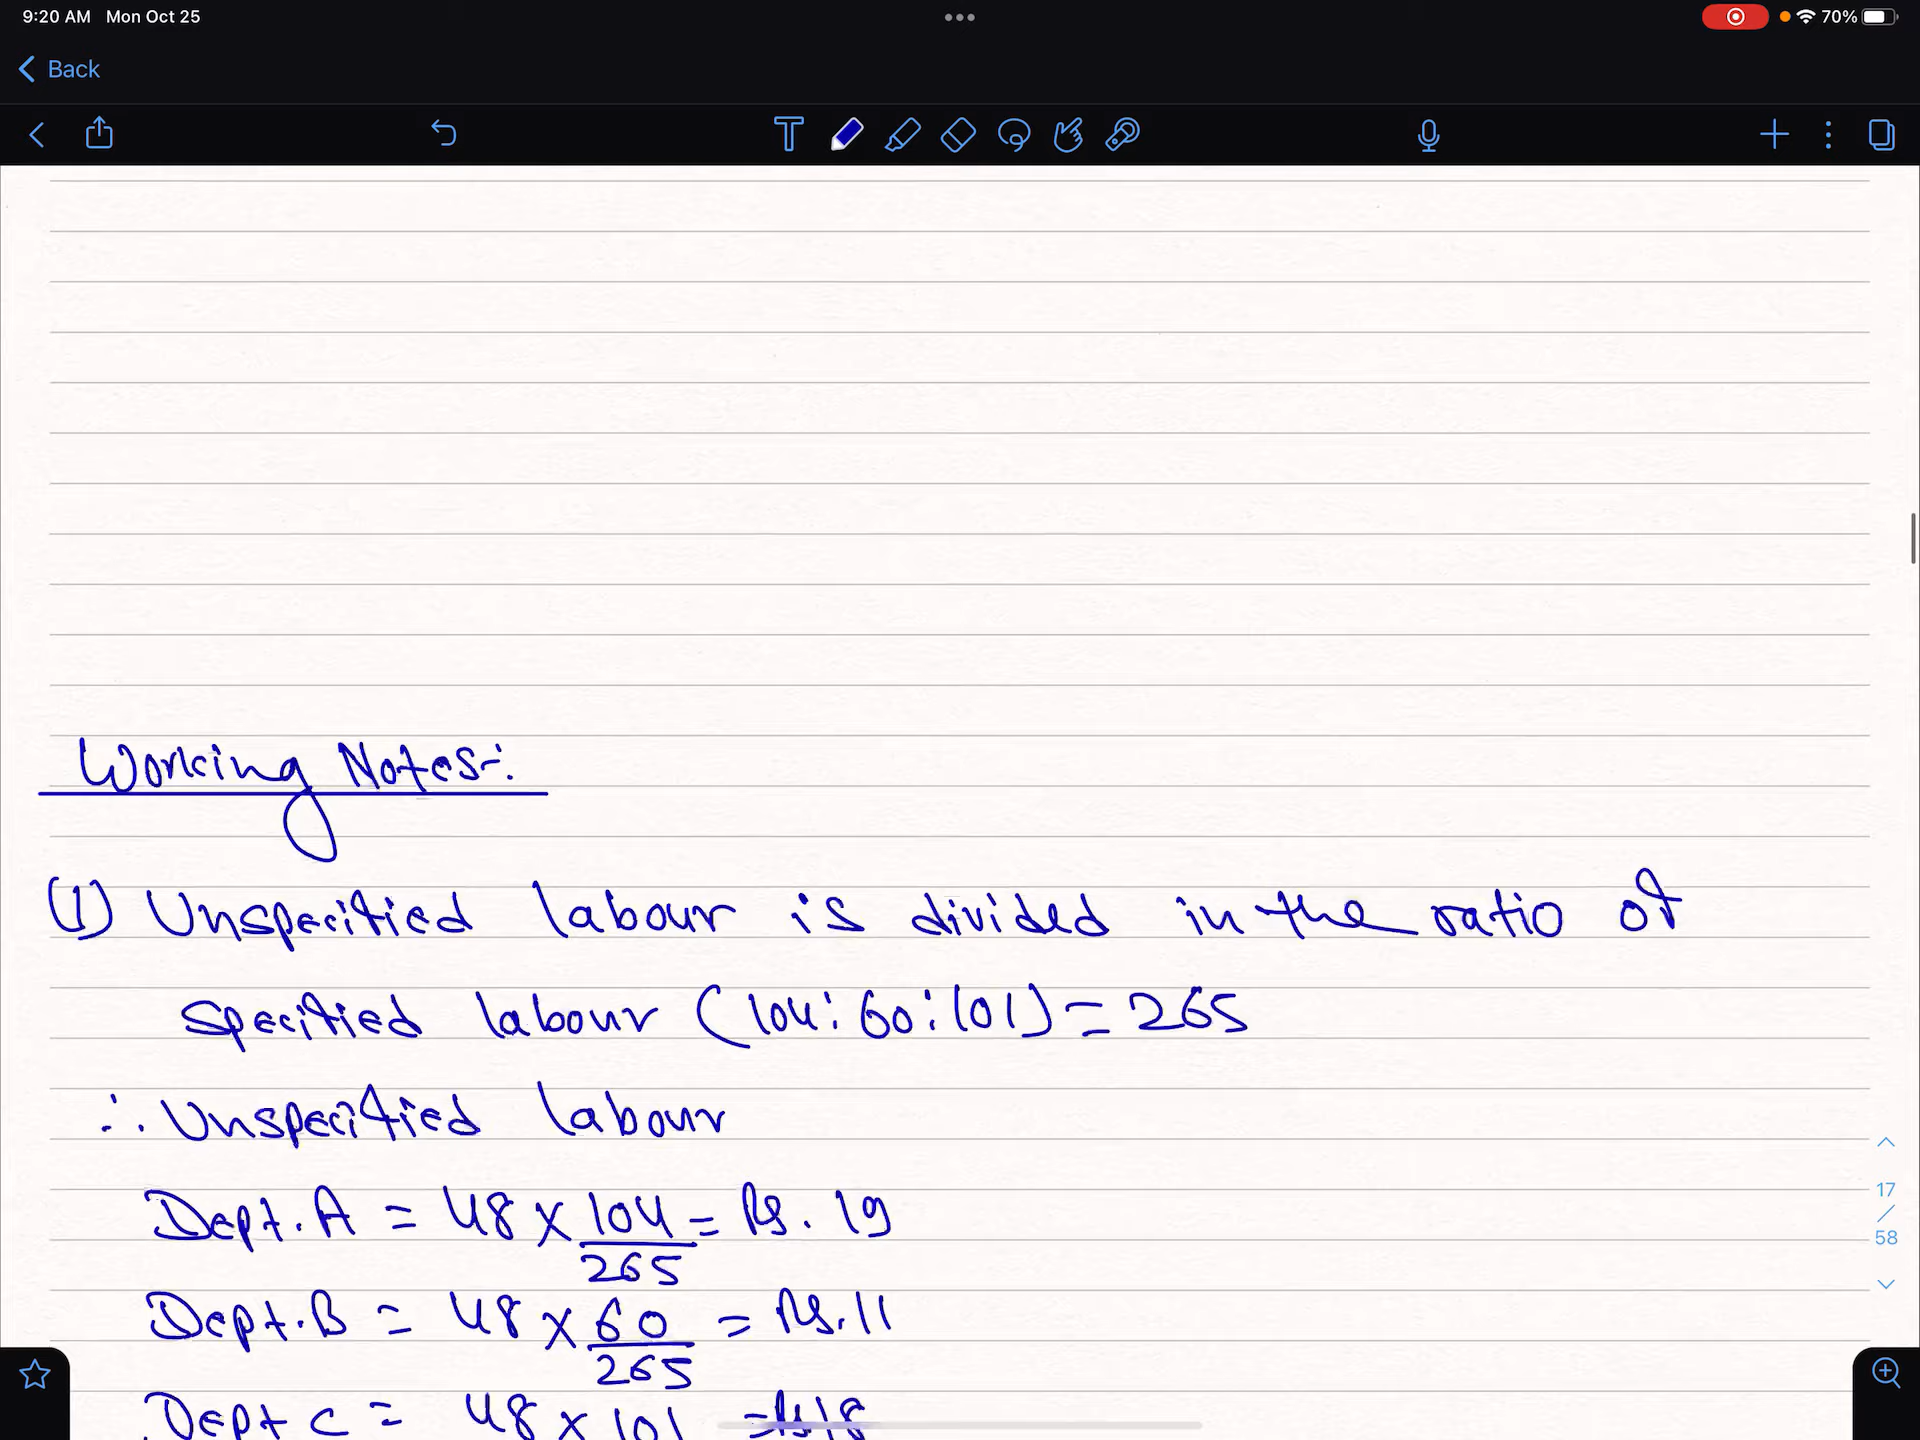 9:20 AM Mon Oct 25
70%
Back
Working Notes:-
(1) Unspecified labour is divided in the ratio of
specified labour (104:60:101) = 265
∴ Unspecified labour
Dept. A = 48 × 104/265 = Rs. 19
Dept. B = 48 × 60/265 = Rs. 11
Dept C = 48 × 101 = Rs 18
17
/
58